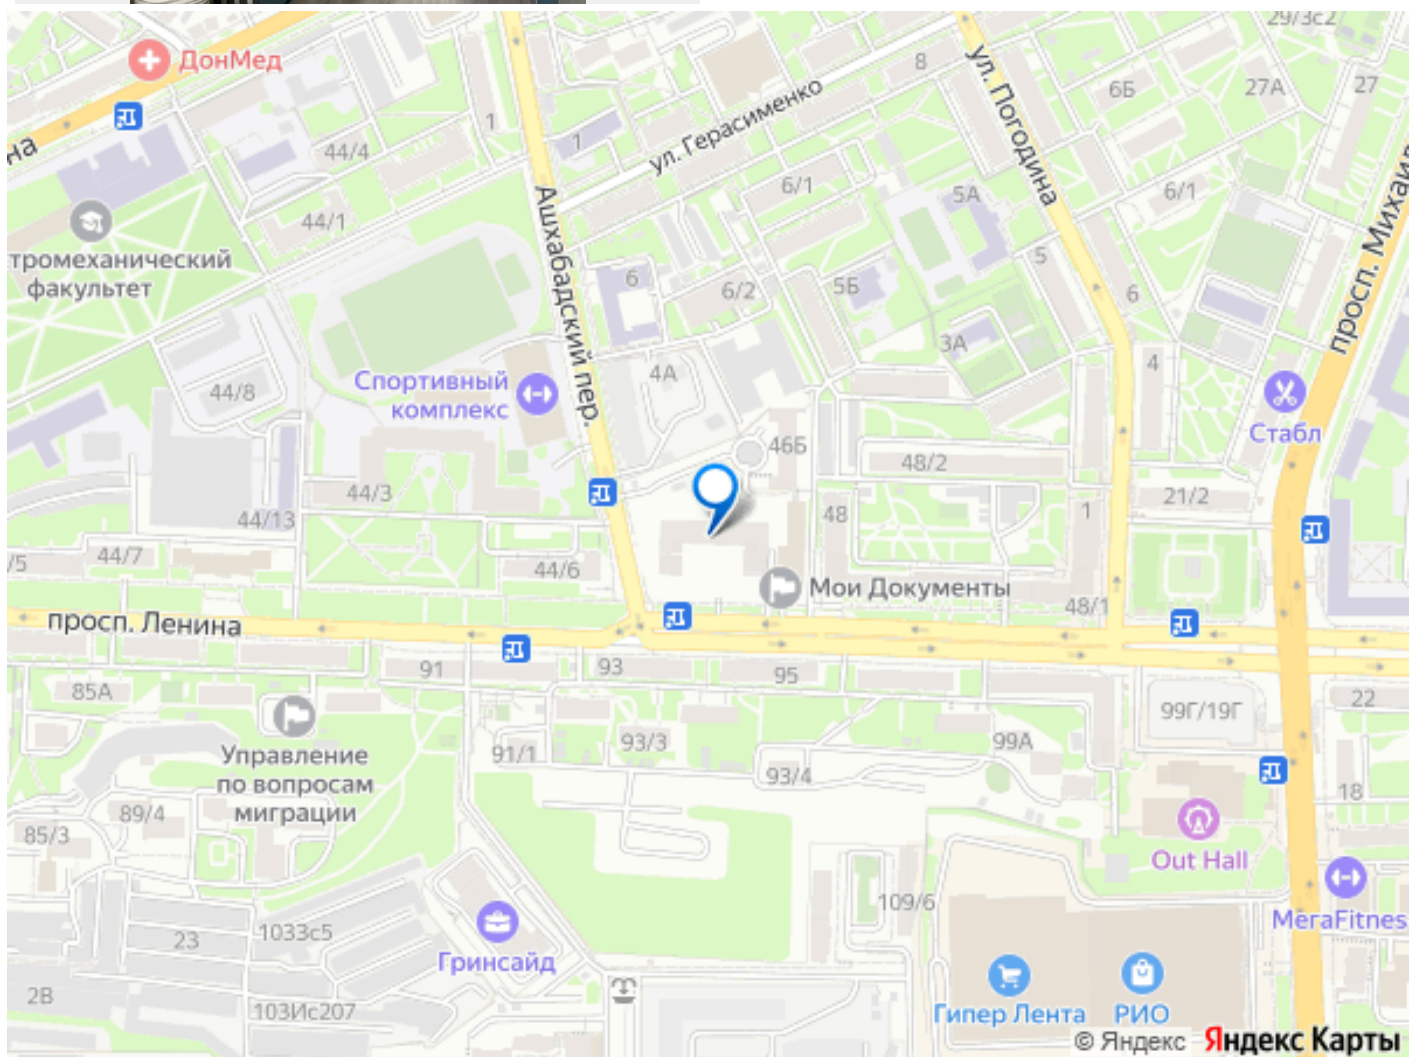 29/3с2
ДонМед
8
6Б
27А
27
на
1
1
44/4
ул. Герасименко
ул. Погодина
44/1
6/1
5А
6/1
Ашхабадский пер.
просп. Михаил
тромеханический
факультет
6
6/2
5Б
5
6
3А
4
4А
44/8
Спортивный
комплекс
Стабл
46Б
48/2
44/3
21/2
44/13
48
1
/5
44/7
44/6
Мои Документы
48/1
просп. Ленина
91
93
95
85А
22
99Г/19Г
Управление
по вопросам
миграции
91/1
93/3
99А
93/4
18
89/4
85/3
Out Hall
109/6
МегаFitnes
23
1033с5
Гринсайд
2В
103Ис207
Гипер Лента
РИО
© Яндекс Яндекс Карты